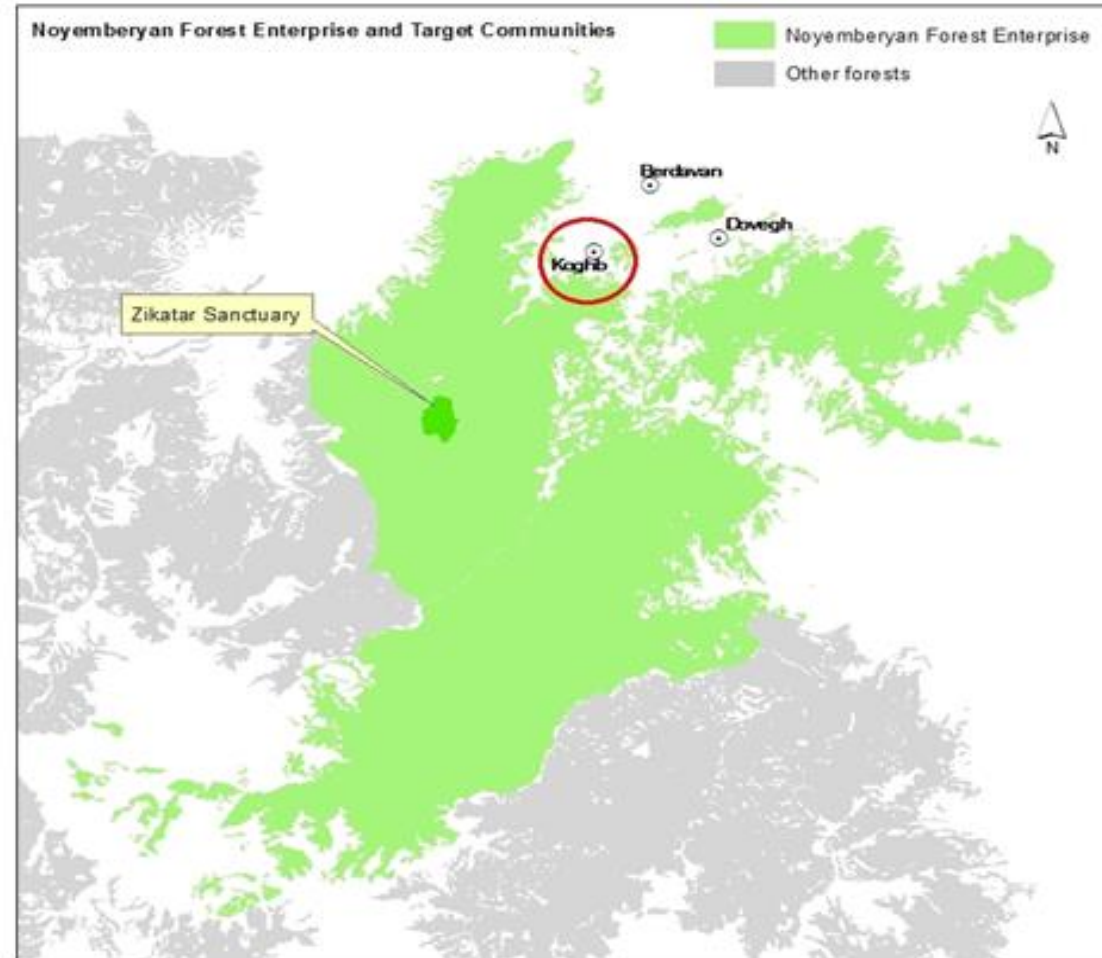 Noyemberyan Forest Enterprise and Target Communities
Noyemberyan Forest Enterprise
Other forests
N
Berdavan
Dovegh
Koghb
Zikatar Sanctuary